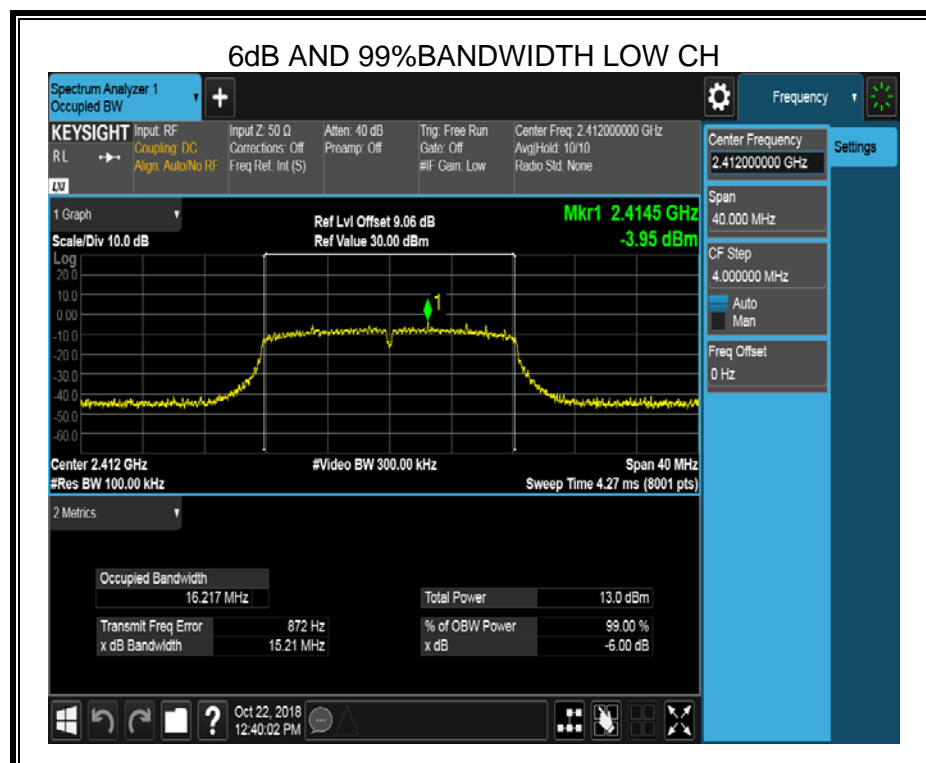 6dB AND 99%BANDWIDTH LOW CH
Spectrum Analyzer 1
Occupied BW
+
Frequency
KEYSIGHT
RL
LXI
Input: RF
Coupling: DC
Align: Auto/No RF
Input Z: 50 Ω
Corrections: Off
Freq Ref: Int (S)
Atten: 40 dB
Preamp: Off
Trig: Free Run
Gate: Off
#IF Gain: Low
Center Freq: 2.412000000 GHz
Avg|Hold: 10/10
Radio Std: None
Center Frequency
2.412000000 GHz
Settings
Span
40.000 MHz
CF Step
4.000000 MHz
Auto
Man
Freq Offset
0 Hz
1 Graph
Scale/Div 10.0 dB
Ref Lvl Offset 9.06 dB
Ref Value 30.00 dBm
Mkr1 2.4145 GHz
-3.95 dBm
Log
20.0
10.0
0.00
-10.0
-20.0
-30.0
-40.0
-50.0
-60.0
1
Center 2.412 GHz
#Res BW 100.00 kHz
#Video BW 300.00 kHz
Span 40 MHz
Sweep Time 4.27 ms (8001 pts)
2 Metrics
Occupied Bandwidth
16.217 MHz
Total Power 13.0 dBm
Transmit Freq Error 872 Hz
% of OBW Power 99.00 %
x dB Bandwidth 15.21 MHz
x dB -6.00 dB
?
Oct 22, 2018
12:40:02 PM